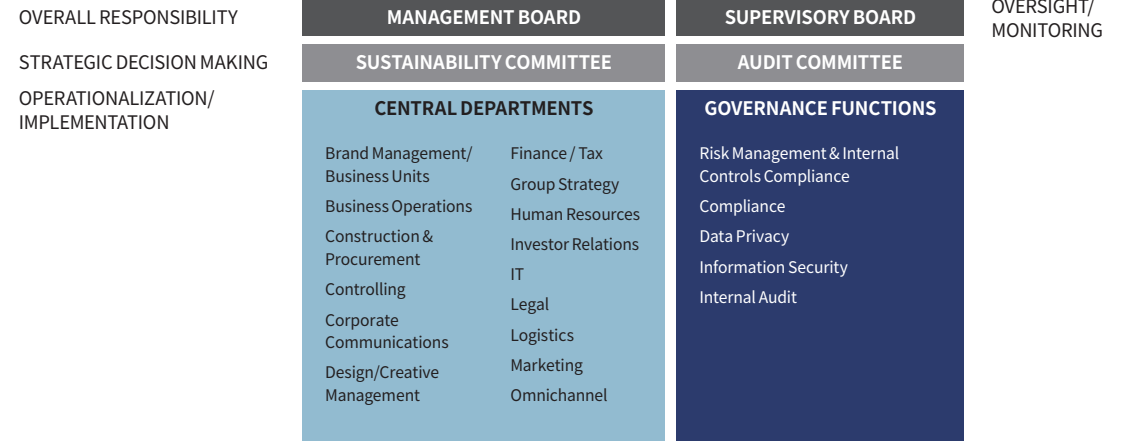 OVERALL RESPONSIBILITY
MANAGEMENT BOARD
SUPERVISORY BOARD
OVERSIGHT/
MONITORING
STRATEGIC DECISION MAKING
SUSTAINABILITY COMMITTEE
AUDIT COMMITTEE
OPERATIONALIZATION/
IMPLEMENTATION
CENTRAL DEPARTMENTS
Brand Management/
Business Units
Business Operations
Construction &
Procurement
Controlling
Corporate
Communications
Design/Creative
Management
Finance / Tax
Group Strategy
Human Resources
Investor Relations
IT
Legal
Logistics
Marketing
Omnichannel
GOVERNANCE FUNCTIONS
Risk Management & Internal
Controls Compliance
Compliance
Data Privacy
Information Security
Internal Audit